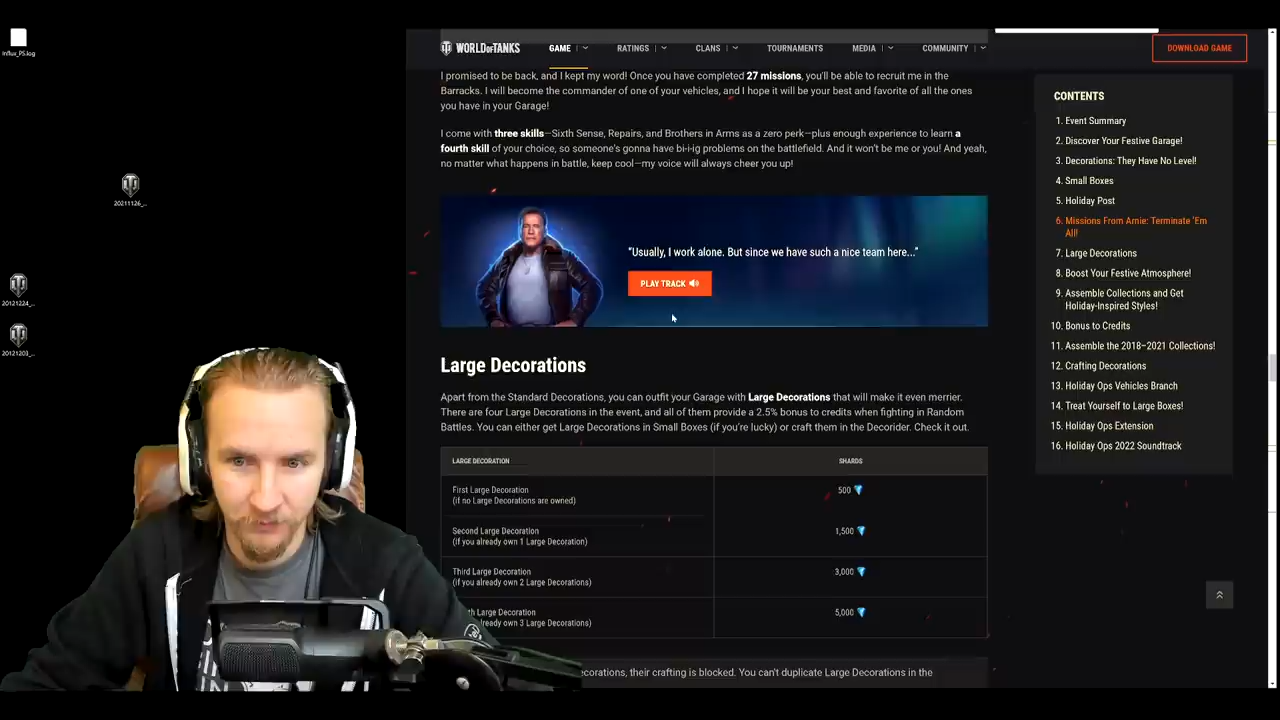 influx_PS.log
WORLD OF TANKS
GAME
RATINGS
CLANS
TOURNAMENTS
MEDIA
COMMUNITY
DOWNLOAD GAME
I promised to be back, and I kept my word! Once you have completed 27 missions, you'll be able to recruit me in the
Barracks. I will become the commander of one of your vehicles, and I hope it will be your best and favorite of all the ones
you have in your Garage!
I come with three skills—Sixth Sense, Repairs, and Brothers in Arms as a zero perk—plus enough experience to learn a
fourth skill of your choice, so someone's gonna have bi-i-ig problems on the battlefield. And it won't be me or you! And yeah,
no matter what happens in battle, keep cool—my voice will always cheer you up!
20211126_...
20121224_...
20121203_...
"Usually, I work alone. But since we have such a nice team here..."
PLAY TRACK
Large Decorations
Apart from the Standard Decorations, you can outfit your Garage with Large Decorations that will make it even merrier.
There are four Large Decorations in the event, and all of them provide a 2.5% bonus to credits when fighting in Random
Battles. You can either get Large Decorations in Small Boxes (if you're lucky) or craft them in the Decorider. Check it out.
LARGE DECORATION
SHARDS
First Large Decoration
(if no Large Decorations are owned)
500
Second Large Decoration
(if you already own 1 Large Decoration)
1,500
Third Large Decoration
(if you already own 2 Large Decorations)
3,000
Large Decoration
already own 3 Large Decorations)
5,000
decorations, their crafting is blocked. You can't duplicate Large Decorations in the
CONTENTS
1. Event Summary
2. Discover Your Festive Garage!
3. Decorations: They Have No Level!
4. Small Boxes
5. Holiday Post
6. Missions From Arnie: Terminate 'Em
All!
7. Large Decorations
8. Boost Your Festive Atmosphere!
9. Assemble Collections and Get
Holiday-Inspired Styles!
10. Bonus to Credits
11. Assemble the 2018–2021 Collections!
12. Crafting Decorations
13. Holiday Ops Vehicles Branch
14. Treat Yourself to Large Boxes!
15. Holiday Ops Extension
16. Holiday Ops 2022 Soundtrack